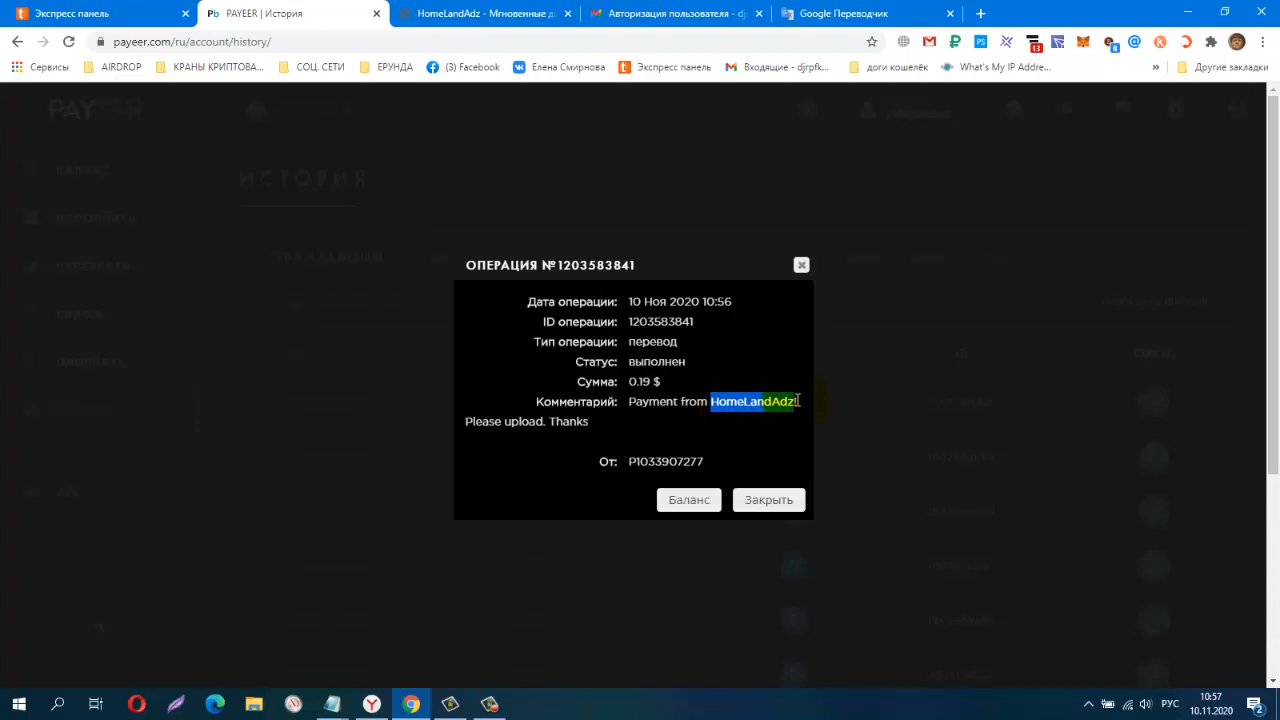 Экспресс панель
PAYEER | История
HomeLandAdz - Мгновенные д
Авторизация пользователя - dj
Google Переводчик
payeer.com/ru/account/history/
13
8
Сервисы
AIRDROP
КРАНЫ КРИПТОВА...
СОЦ. СЕТИ
ЕРУНДА
(3) Facebook
Елена Смирнова
Экспресс панель
Входящие - djrpfk...
доги кошелёк
What's My IP Addre...
»
Другие закладки
ИСТОРИЯ
ОПЕРАЦИЯ №1203583841
Дата операции: 10 Ноя 2020 10:56
ID операции: 1203583841
Тип операции: перевод
Статус: выполнен
Сумма: 0.19 $
Комментарий: Payment from HomeLandAdz!
Please upload. Thanks
От: P1033907277
Баланс
Закрыть
РУС
10:57
10.11.2020
2